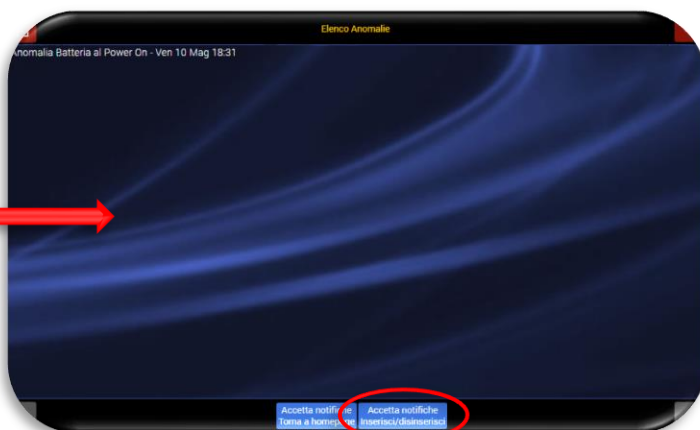 Elenco Anomalie
Anomalia Batteria al Power On - Ven 10 Mag 18:31
Accetta notifiche
Torna a homepage
Accetta notifiche
Inserisci/disinserisci